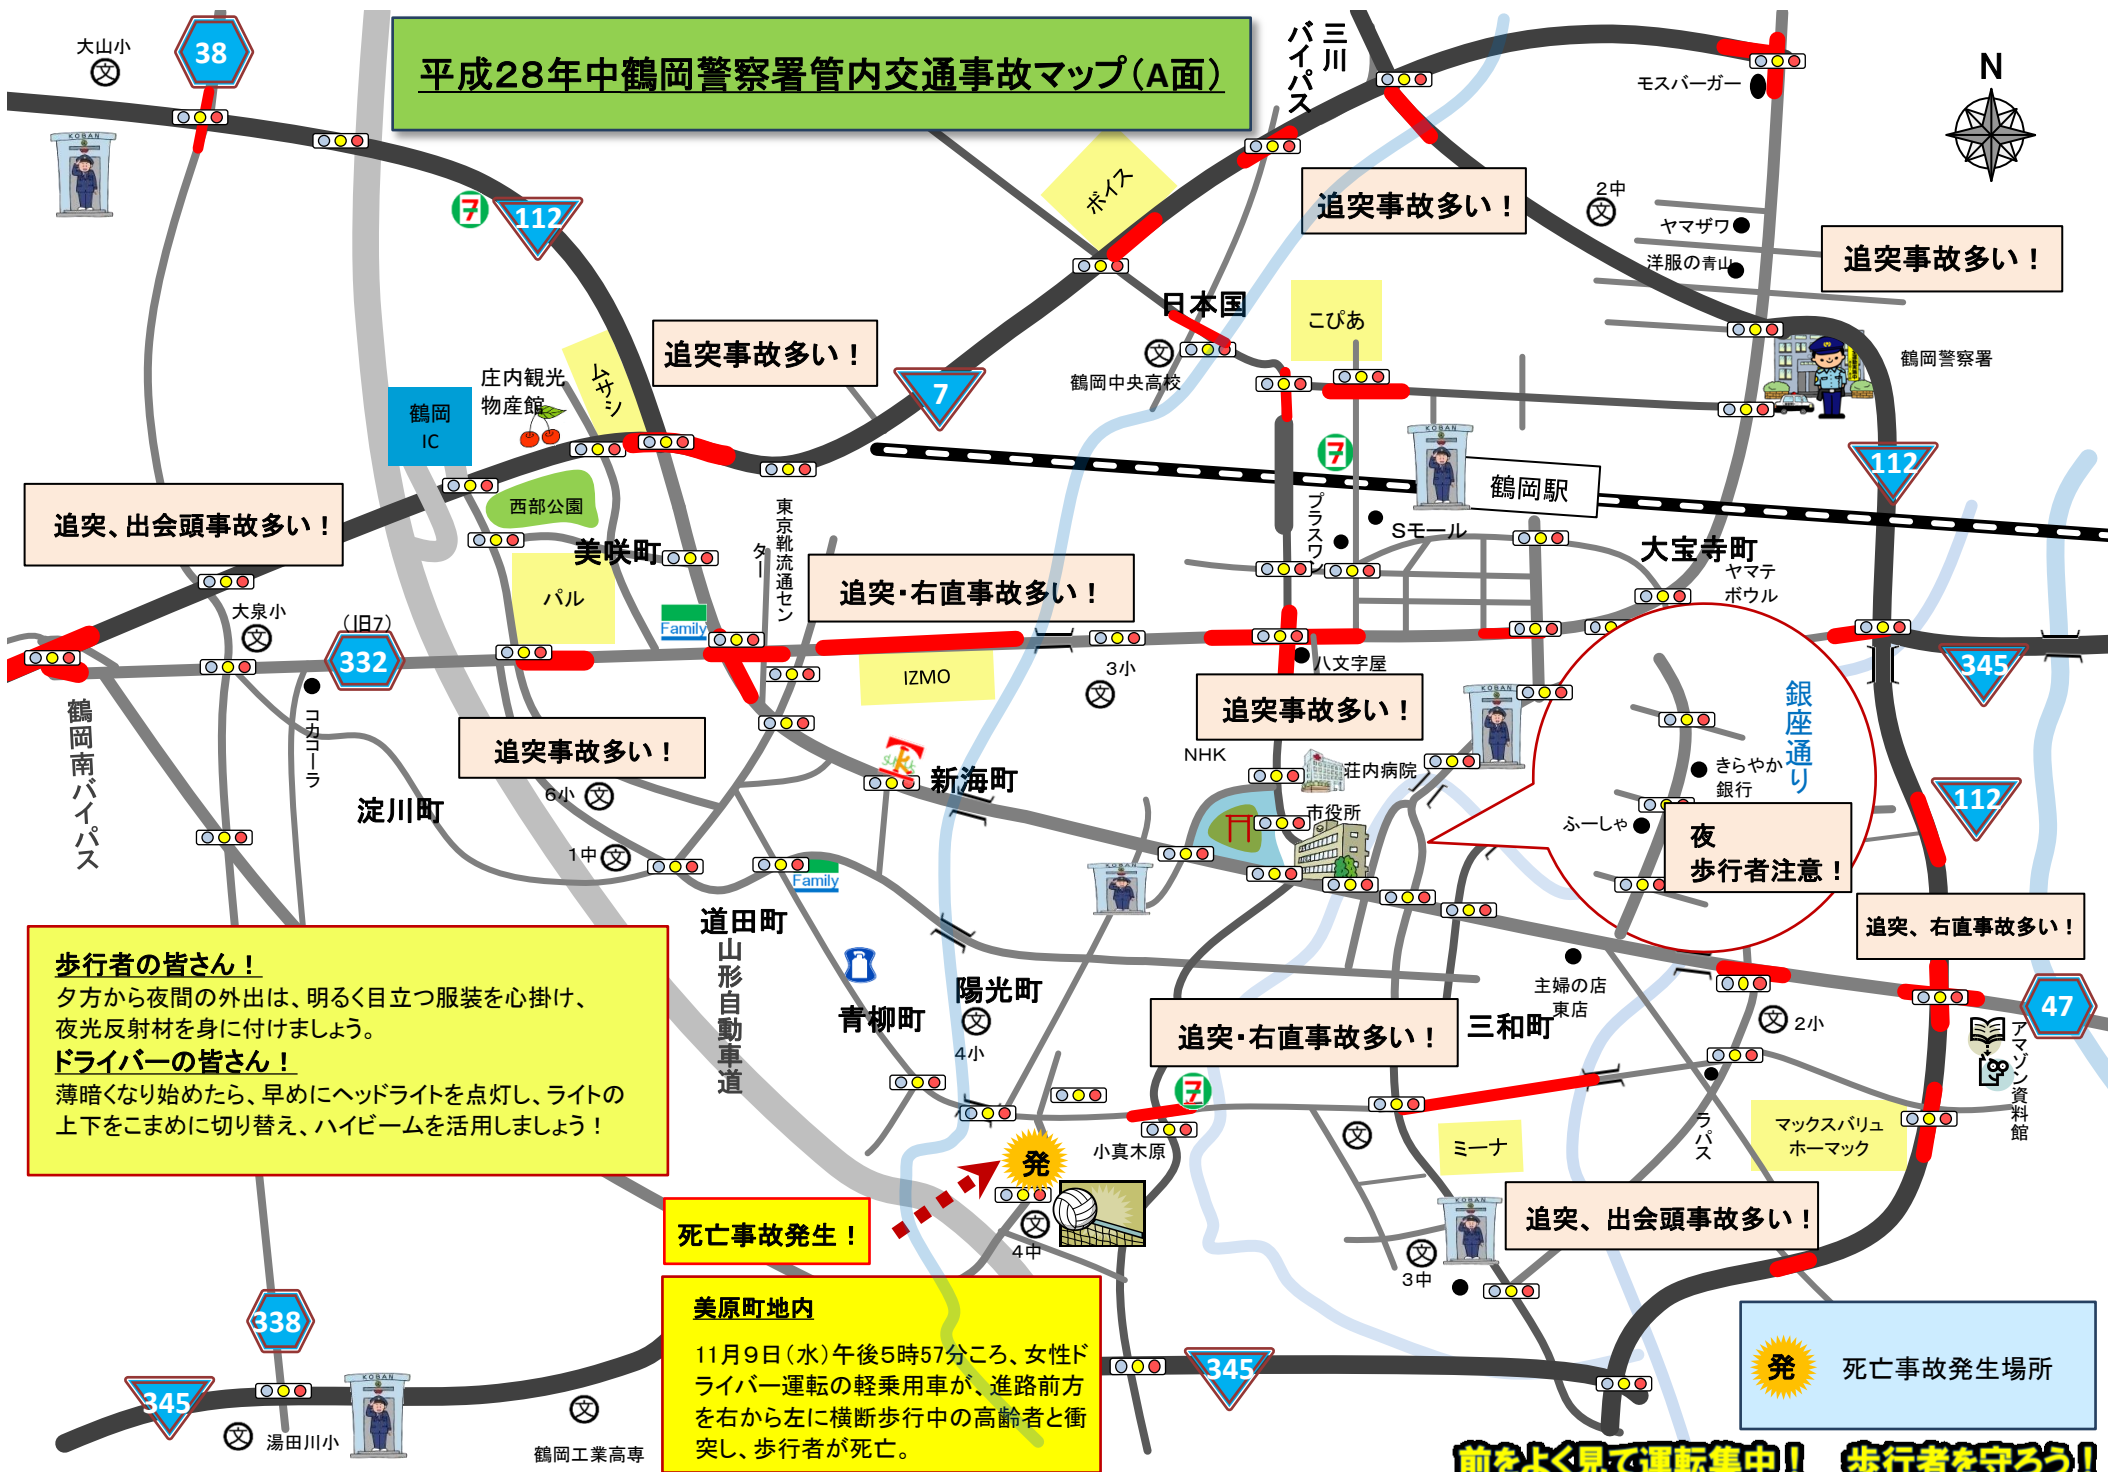 平成28年中鶴岡警察署管内交通事故マップ（A面）
大山小
文
38
三川
バイパス
モスバーガー
N
KOBAN
7
112
ボイス
追突事故多い！
2中
文
ヤマザワ
洋服の青山
追突事故多い！
日本国
こぴあ
追突事故多い！
ムサシ
庄内観光
物産館
鶴岡
IC
7
文
鶴岡中央高校
鶴岡警察署
KOBAN
7
112
鶴岡駅
追突、出会頭事故多い！
西部公園
美咲町
東京靴流通セン
ター
プラスワン
Sモール
大宝寺町
ヤマテ
ボウル
パル
追突・右直事故多い！
大泉小
文
（旧7）
332
Family
IZMO
3小
文
八文字屋
345
鶴岡南バイパス
コカコーラ
追突事故多い！
6小
文
追突事故多い！
KOBAN
銀座通り
NHK
荘内病院
きらやか
銀行
112
淀川町
新海町
市役所
ふーしゃ
夜
歩行者注意！
1中
文
Family
KOBAN
道田町
山形自動車道
追突、右直事故多い！
歩行者の皆さん！
夕方から夜間の外出は、明るく目立つ服装を心掛け、
夜光反射材を身に付けましょう。
ドライバーの皆さん！
薄暗くなり始めたら、早めにヘッドライトを点灯し、ライトの
上下をこまめに切り替え、ハイビームを活用しましょう！
青柳町
陽光町
文
4小
追突・右直事故多い！
三和町
主婦の店
東店
文
2小
47
アマゾン資料館
7
小真木原
文
ミーナ
ラパス
マックスバリュ
ホーマック
発
死亡事故発生！
文
4中
KOBAN
文
3中
追突、出会頭事故多い！
338
345
KOBAN
文
湯田川小
文
鶴岡工業高専
美原町地内
11月9日（水）午後5時57分ころ、女性ド
ライバー運転の軽乗用車が、進路前方
を右から左に横断歩行中の高齢者と衝
突し、歩行者が死亡。
345
発
死亡事故発生場所
前をよく見て運転集中！　歩行者を守ろう！